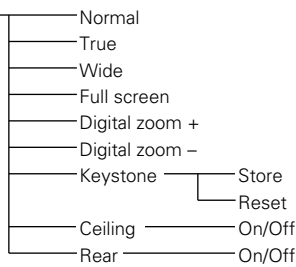 Normal
True
Wide
Full screen
Digital zoom +
Digital zoom –
Keystone Store
Reset
Ceiling On/Off
Rear On/Off